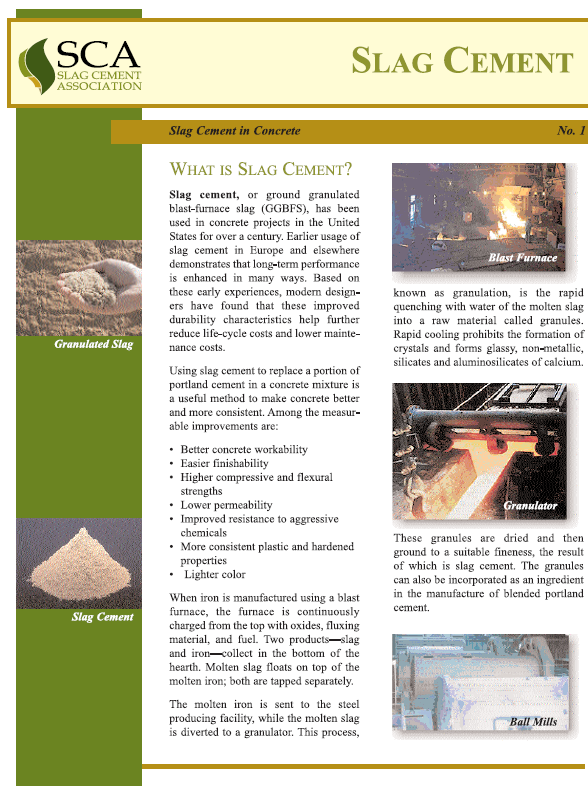 SCA
SLAG CEMENT
ASSOCIATION
SLAG CEMENT
Slag Cement in Concrete
No. 1
Granulated Slag
Slag Cement
WHAT IS SLAG CEMENT?
Slag cement, or ground granulated
blast-furnace slag (GGBFS), has been
used in concrete projects in the United
States for over a century. Earlier usage of
slag cement in Europe and elsewhere
demonstrates that long-term performance
is enhanced in many ways. Based on
these early experiences, modern design-
ers have found that these improved
durability characteristics help further
reduce life-cycle costs and lower mainte-
nance costs.
Using slag cement to replace a portion of
portland cement in a concrete mixture is
a useful method to make concrete better
and more consistent. Among the measur-
able improvements are:
• Better concrete workability
• Easier finishability
• Higher compressive and flexural
strengths
• Lower permeability
• Improved resistance to aggressive
chemicals
• More consistent plastic and hardened
properties
• Lighter color
When iron is manufactured using a blast
furnace, the furnace is continuously
charged from the top with oxides, fluxing
material, and fuel. Two products—slag
and iron—collect in the bottom of the
hearth. Molten slag floats on top of the
molten iron; both are tapped separately.
The molten iron is sent to the steel
producing facility, while the molten slag
is diverted to a granulator. This process,
Blast Furnace
known as granulation, is the rapid
quenching with water of the molten slag
into a raw material called granules.
Rapid cooling prohibits the formation of
crystals and forms glassy, non-metallic,
silicates and aluminosilicates of calcium.
Granulator
These granules are dried and then
ground to a suitable fineness, the result
of which is slag cement. The granules
can also be incorporated as an ingredient
in the manufacture of blended portland
cement.
Ball Mills